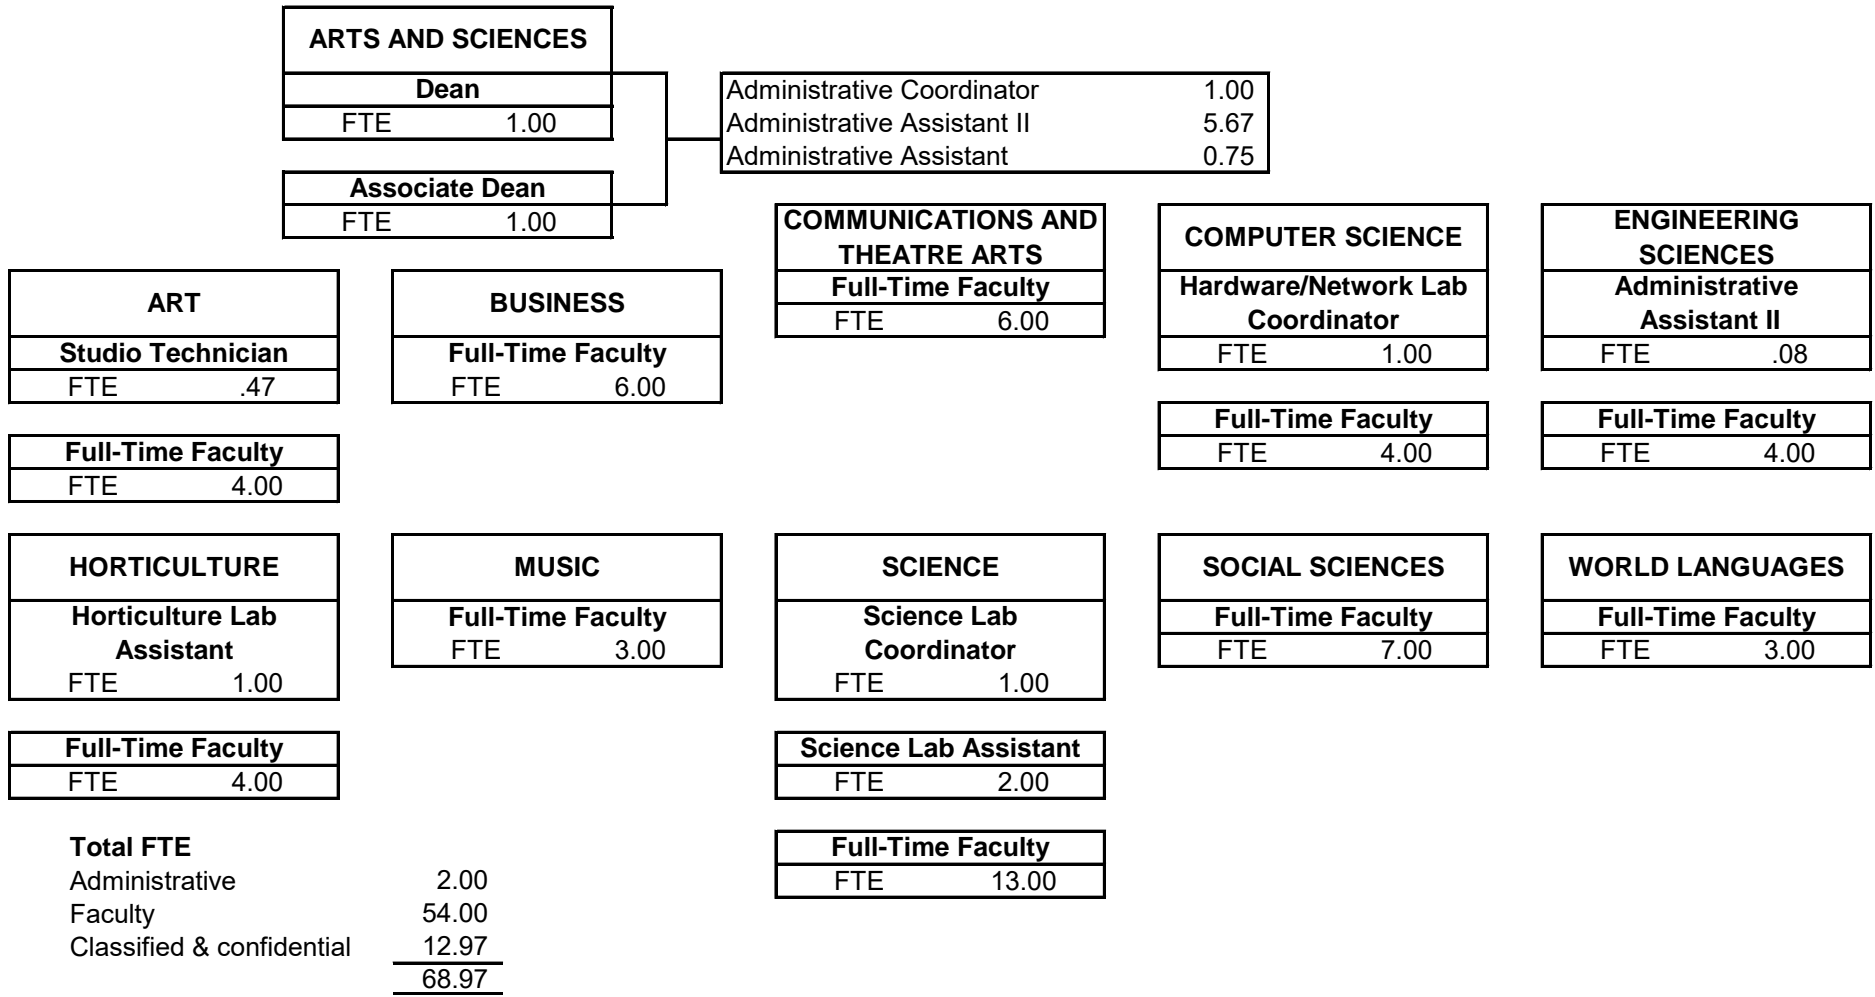 ARTS AND SCIENCES
Dean
FTE 1.00
Administrative Coordinator 1.00
Administrative Assistant II 5.67
Administrative Assistant 0.75
Associate Dean
FTE 1.00
ART
Studio Technician
FTE .47
Full-Time Faculty
FTE 4.00
BUSINESS
Full-Time Faculty
FTE 6.00
COMMUNICATIONS AND
THEATRE ARTS
Full-Time Faculty
FTE 6.00
COMPUTER SCIENCE
Hardware/Network Lab
Coordinator
FTE 1.00
Full-Time Faculty
FTE 4.00
ENGINEERING
SCIENCES
Administrative
Assistant II
FTE .08
Full-Time Faculty
FTE 4.00
HORTICULTURE
Horticulture Lab
Assistant
FTE 1.00
Full-Time Faculty
FTE 4.00
MUSIC
Full-Time Faculty
FTE 3.00
SCIENCE
Science Lab
Coordinator
FTE 1.00
Science Lab Assistant
FTE 2.00
Full-Time Faculty
FTE 13.00
SOCIAL SCIENCES
Full-Time Faculty
FTE 7.00
WORLD LANGUAGES
Full-Time Faculty
FTE 3.00
Total FTE
Administrative 2.00
Faculty 54.00
Classified & confidential 12.97
68.97